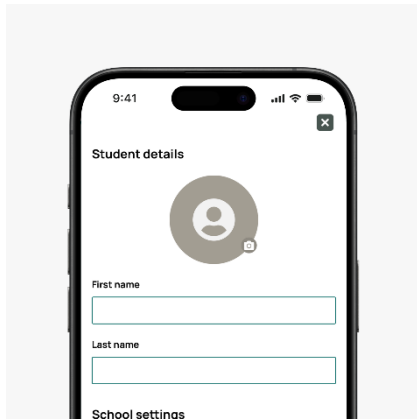 9:41
Student details
First name
Last name
School settings